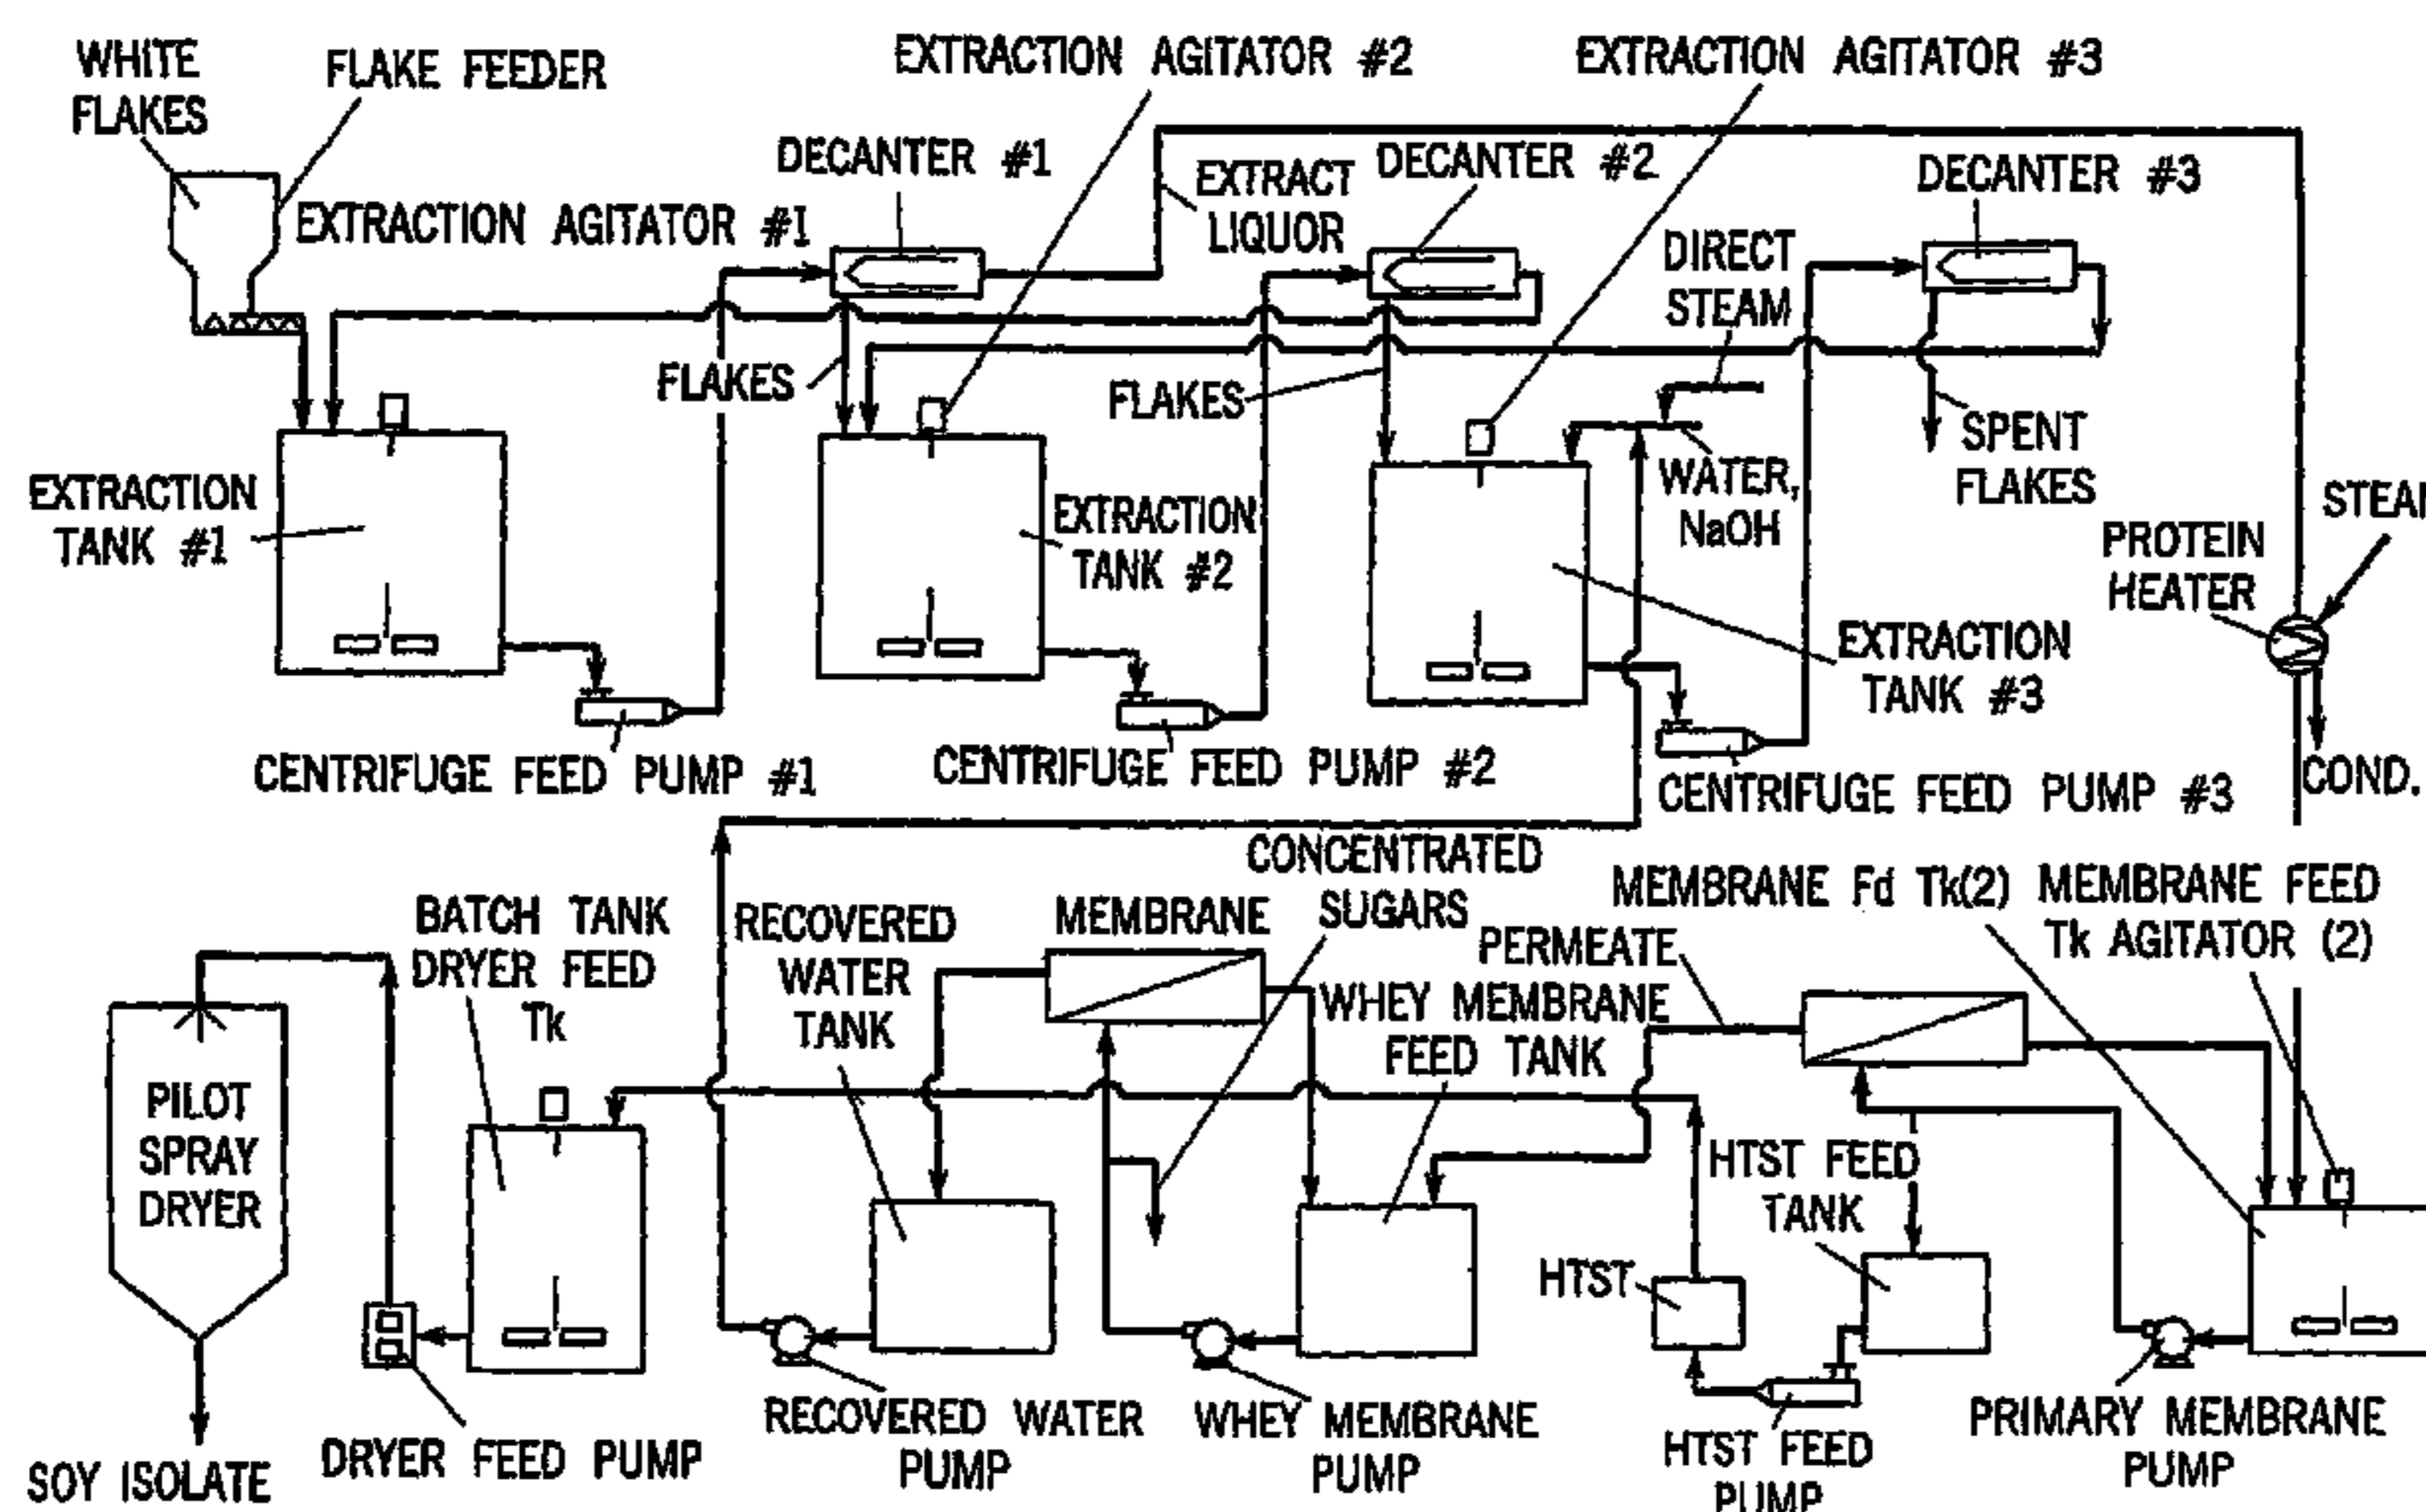 WHITE
FLAKES
FLAKE FEEDER
EXTRACTION AGITATOR #2
EXTRACTION AGITATOR #3
DECANTER #1
EXTRACT
LIQUOR
DECANTER #2
DECANTER #3
EXTRACTION AGITATOR #1
DIRECT
STEAM
FLAKES
FLAKES
SPENT
FLAKES
WATER,
NaOH
EXTRACTION
TANK #1
EXTRACTION
TANK #2
STEAM
PROTEIN
HEATER
EXTRACTION
TANK #3
CENTRIFUGE FEED PUMP #1
CENTRIFUGE FEED PUMP #2
CENTRIFUGE FEED PUMP #3
COND.
CONCENTRATED
SUGARS
MEMBRANE Fd Tk(2)
MEMBRANE FEED
Tk AGITATOR (2)
BATCH TANK
DRYER FEED
Tk
RECOVERED
WATER
TANK
MEMBRANE
PERMEATE
WHEY MEMBRANE
FEED TANK
PILOT
SPRAY
DRYER
HTST FEED
TANK
HTST
SOY ISOLATE
DRYER FEED PUMP
RECOVERED WATER
PUMP
WHEY MEMBRANE
PUMP
HTST FEED
PUMP
PRIMARY MEMBRANE
PUMP